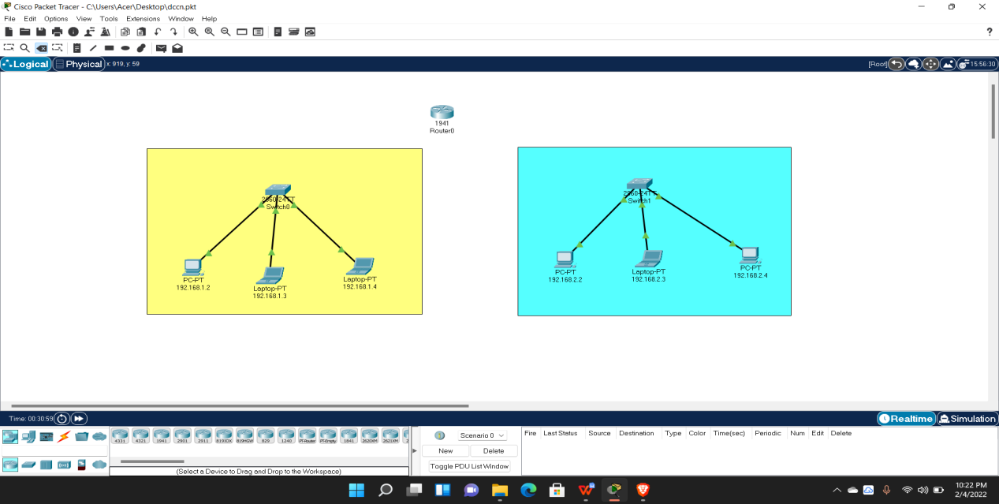 Cisco Packet Tracer - C:\Users\Acer\Desktop\dccn.pkt
File Edit Options View Tools Extensions Window Help
?
Logical Physical x: 919, y: 59 [Root] 15:56:30
1941
Router0
2960-24TT
Switch0
PC-PT
192.168.1.2
Laptop-PT
192.168.1.3
Laptop-PT
192.168.1.4
2960-24TT
Switch1
PC-PT
192.168.2.2
Laptop-PT
192.168.2.3
PC-PT
192.168.2.4
Time: 00:30:59 Realtime Simulation
4331 4321 1941 2901 2911 819IOX 819HGW 829 1240 PT-Router PT-Empty 1841 2620XM 2621XM
(Select a Device to Drag and Drop to the Workspace)
Scenario 0
New Delete
Toggle PDU List Window
Fire Last Status Source Destination Type Color Time(sec) Periodic Num Edit Delete
10:22 PM
2/4/2022